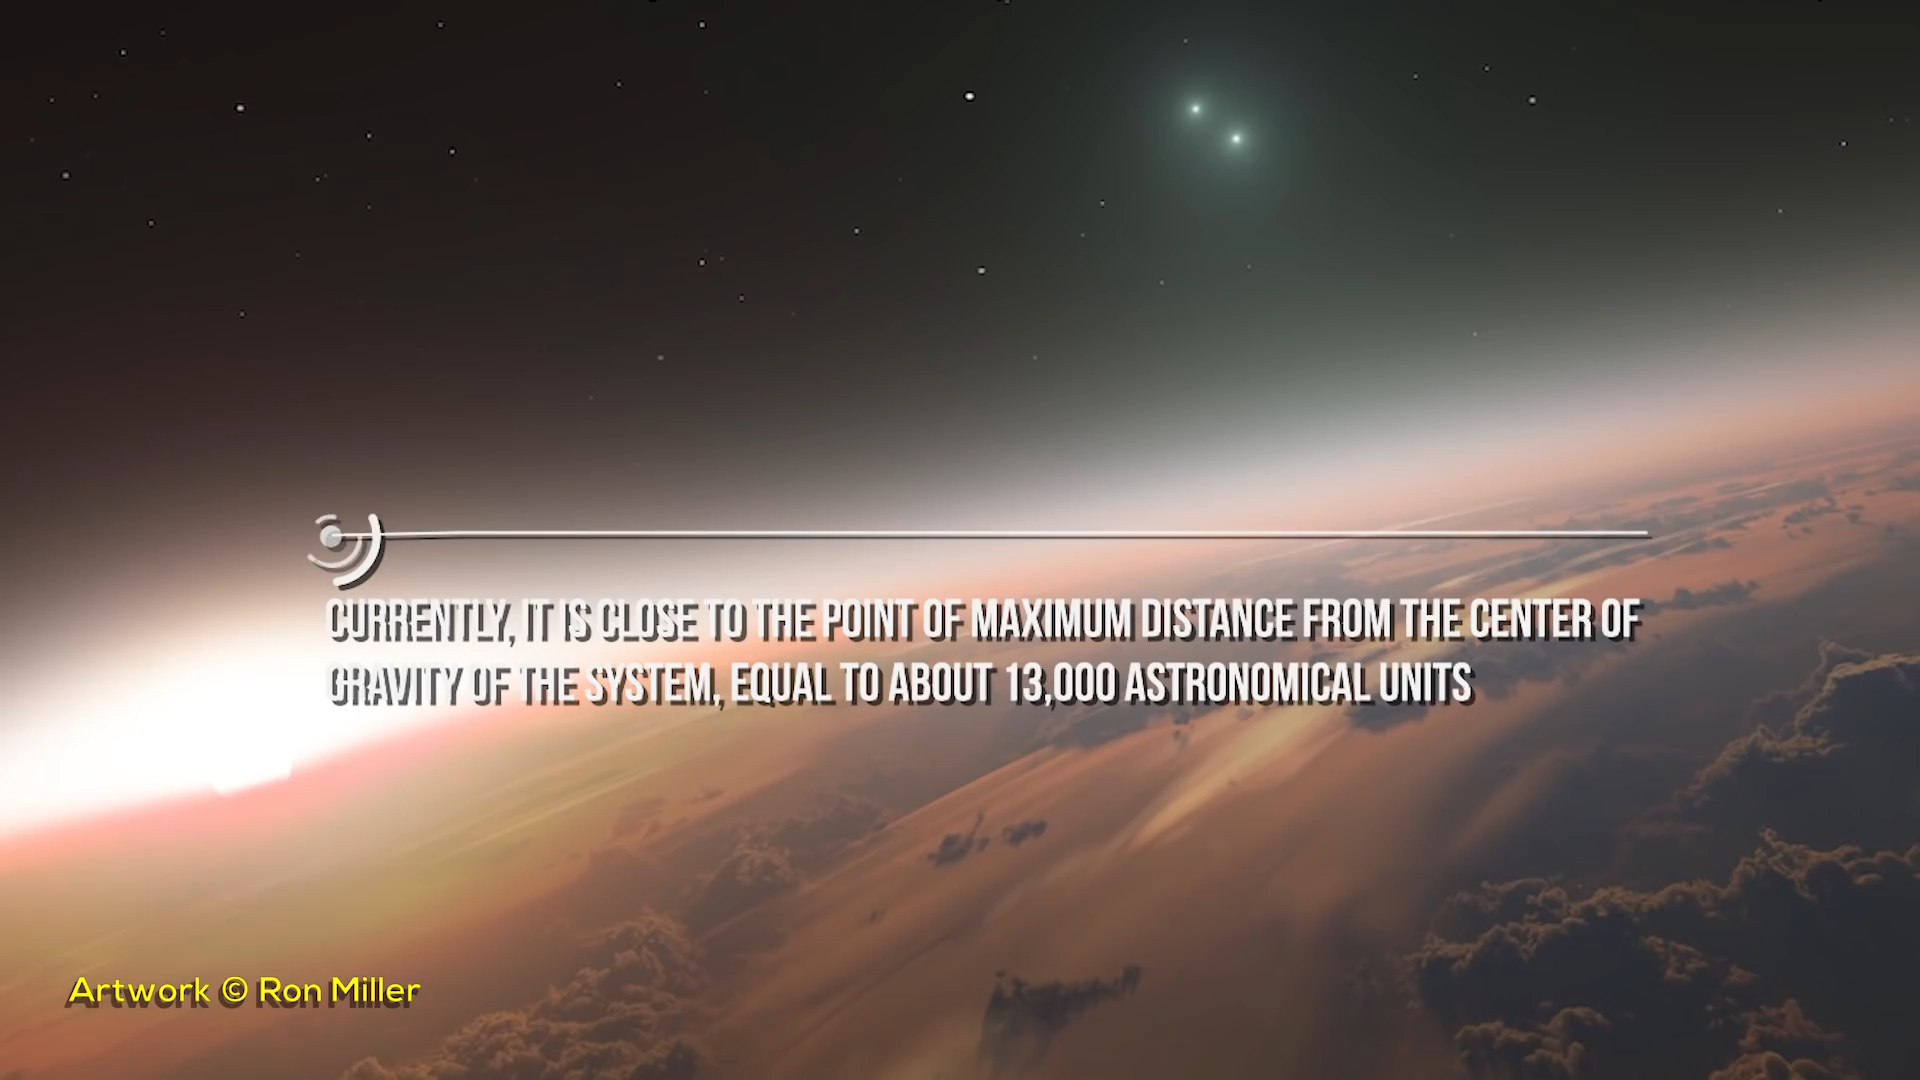 CURRENTLY, IT IS CLOSE TO THE POINT OF MAXIMUM DISTANCE FROM THE CENTER OF
GRAVITY OF THE SYSTEM, EQUAL TO ABOUT 13,000 ASTRONOMICAL UNITS
Artwork © Ron Miller